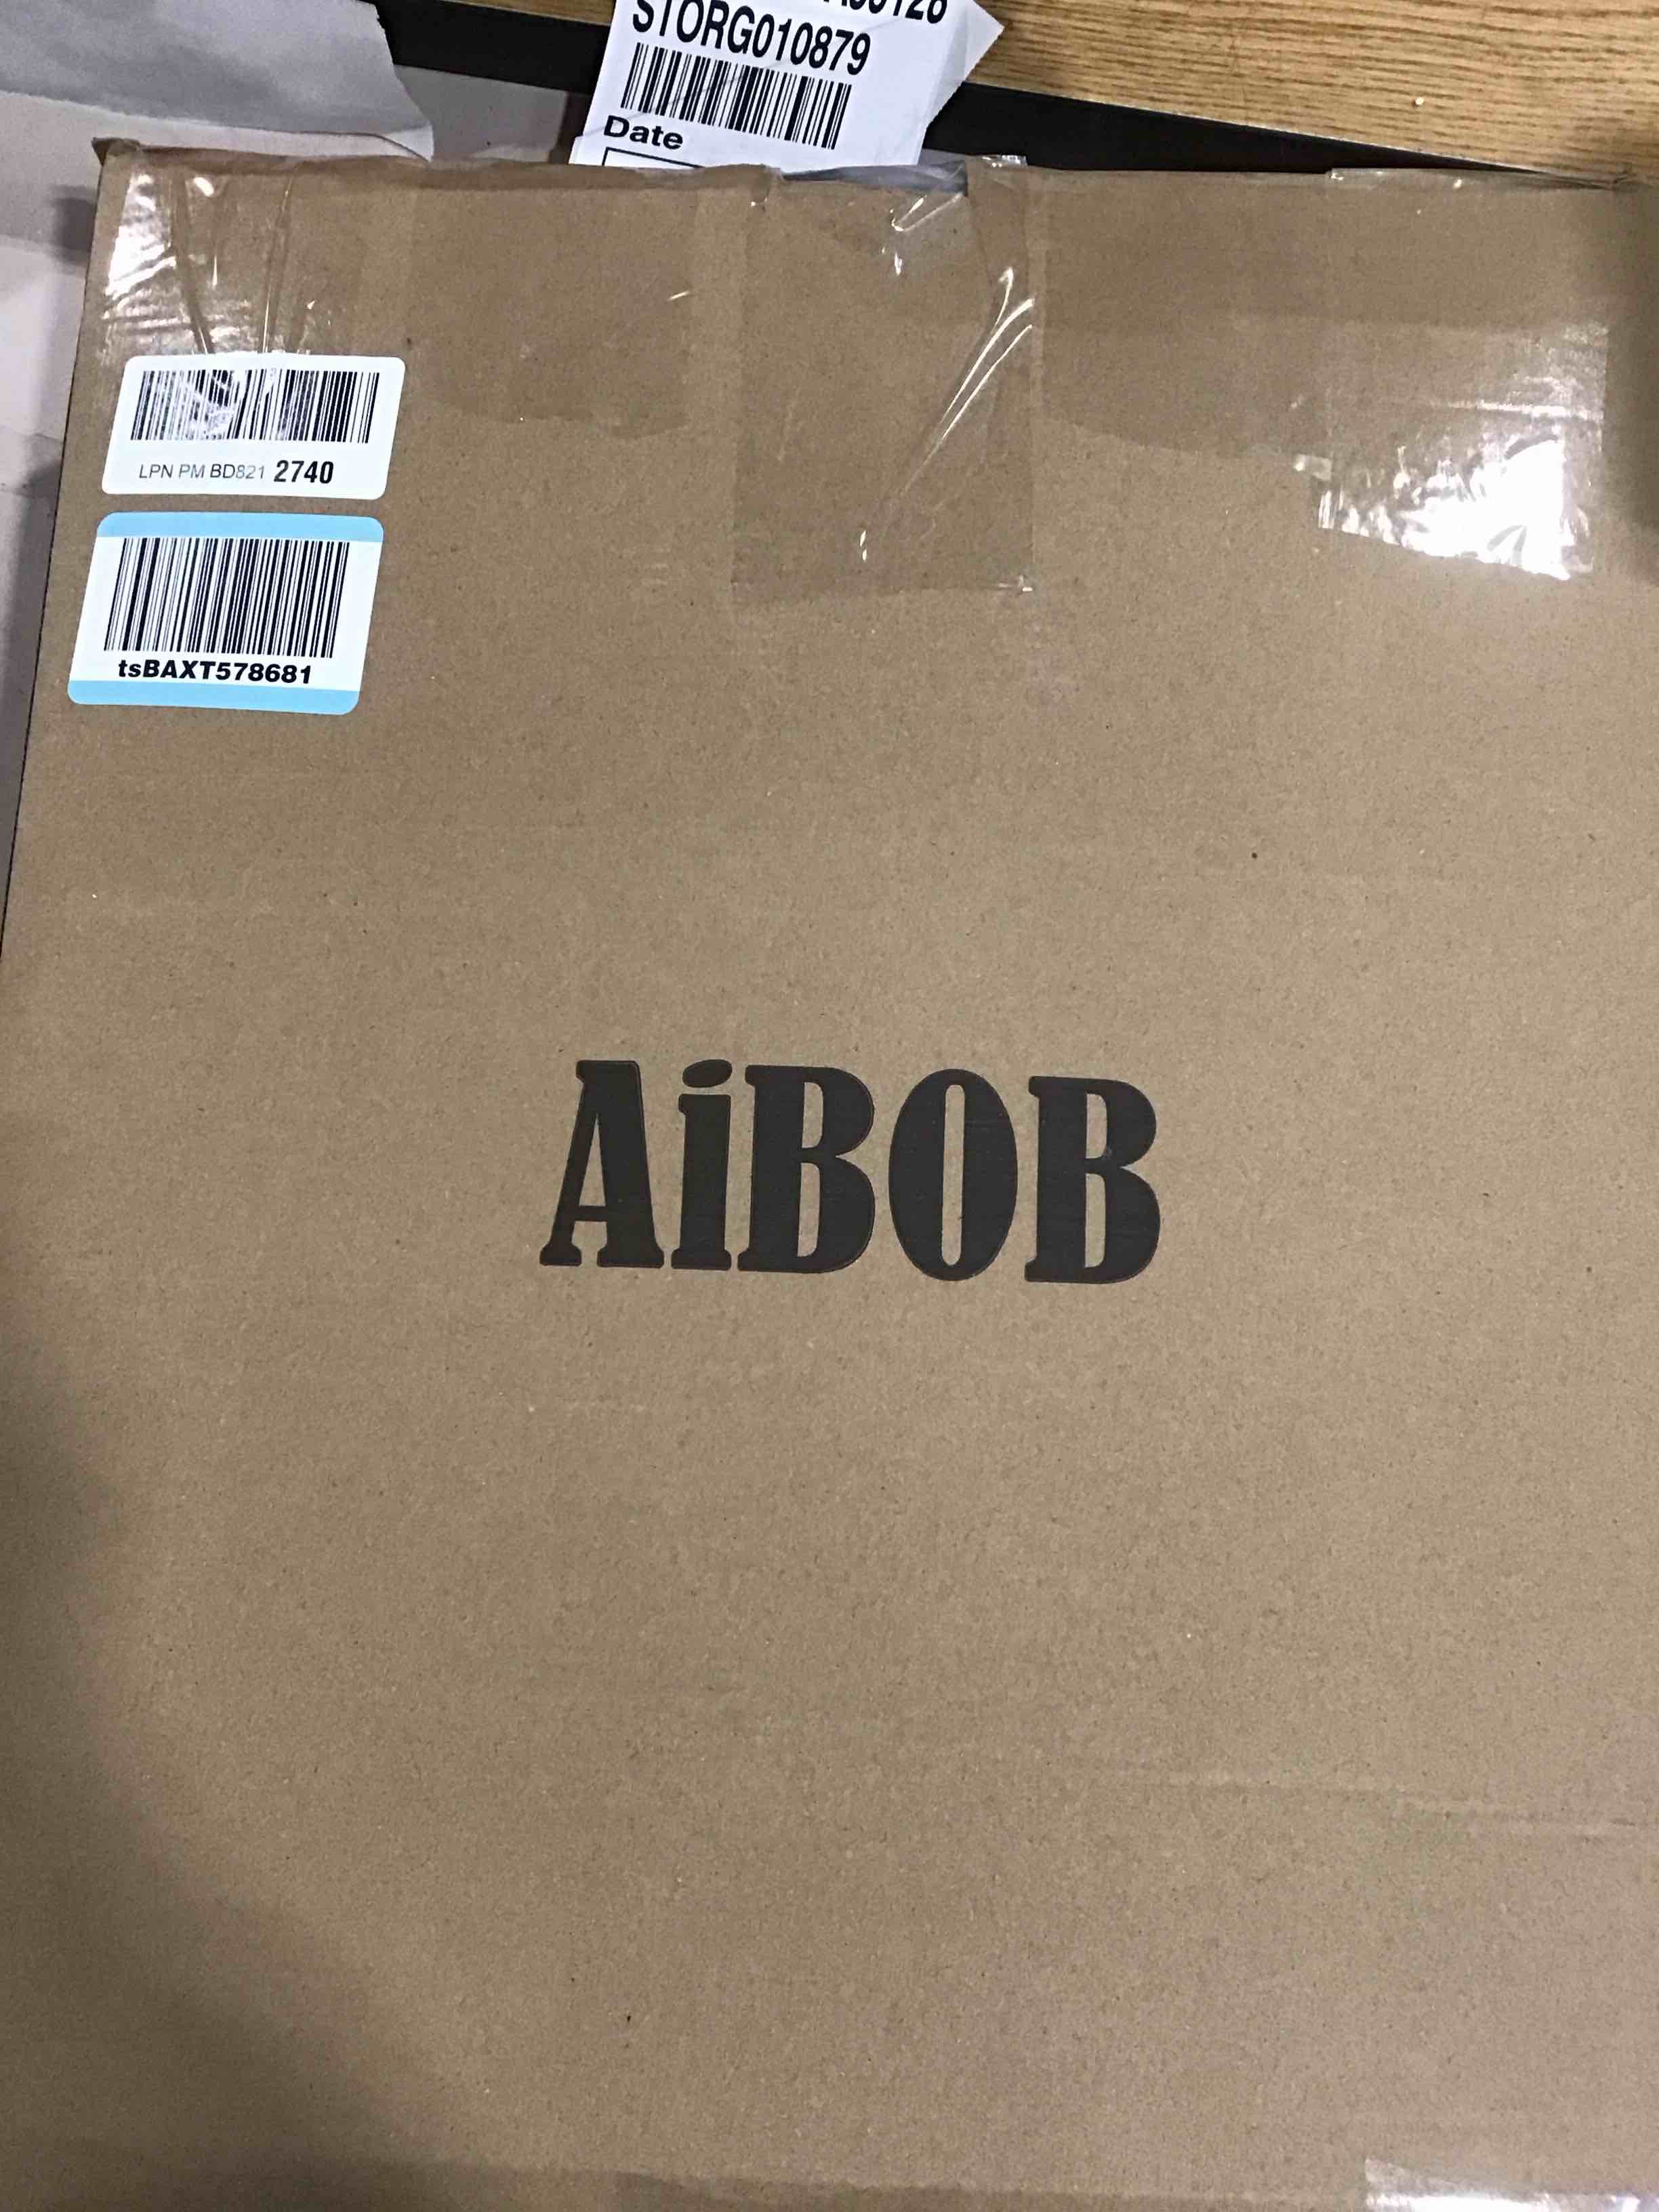 STORG010879
Date
LPN PM BD821 2740
tsBAXT578681
AiBOB